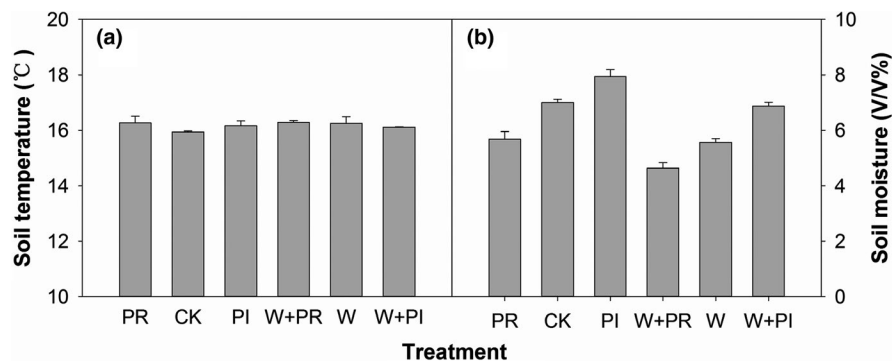 (a)
(b)
Soil temperature (℃)
20
18
16
14
12
10
PR CK PI W+PR W W+PI
PR CK PI W+PR W W+PI
10
8
6
4
2
0
Soil moisture (V/V%)
Treatment